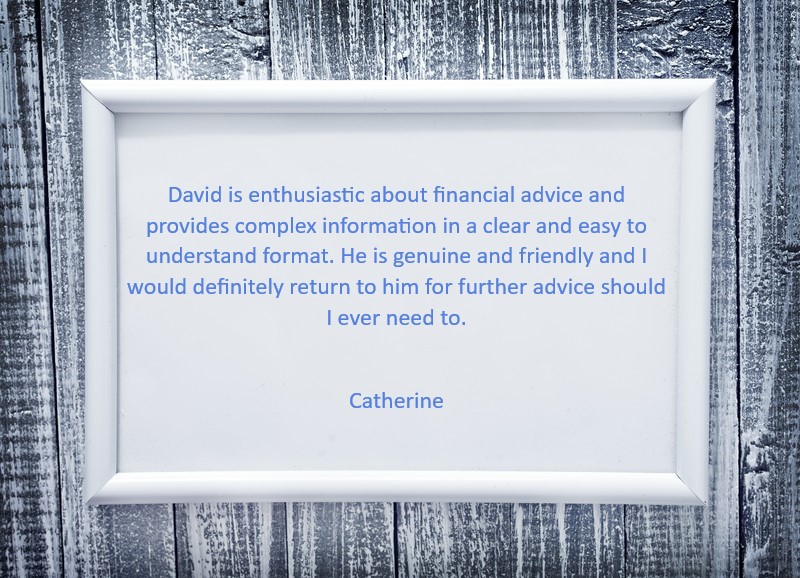 David is enthusiastic about financial advice and
provides complex information in a clear and easy to
understand format. He is genuine and friendly and I
would definitely return to him for further advice should
I ever need to.
Catherine